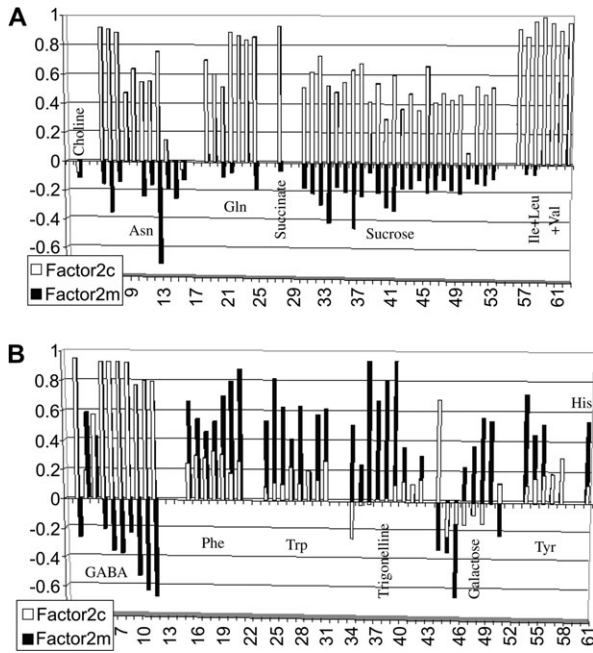 A
1
0.8
0.6
0.4
0.2
0
-0.2
-0.4
-0.6
Choline
Asn
Gln
Succinate
Sucrose
Ile+Leu
+Val
Factor2c
Factor2m
9
13
17
21
25
29
33
37
41
45
49
53
57
61
B
1
0.8
0.6
0.4
0.2
0
-0.2
-0.4
-0.6
His
GABA
Phe
Trp
Trigonelline
Galactose
Tyr
Factor2c
Factor2m
7
10
13
16
19
22
25
28
31
34
37
40
43
46
49
52
55
58
61